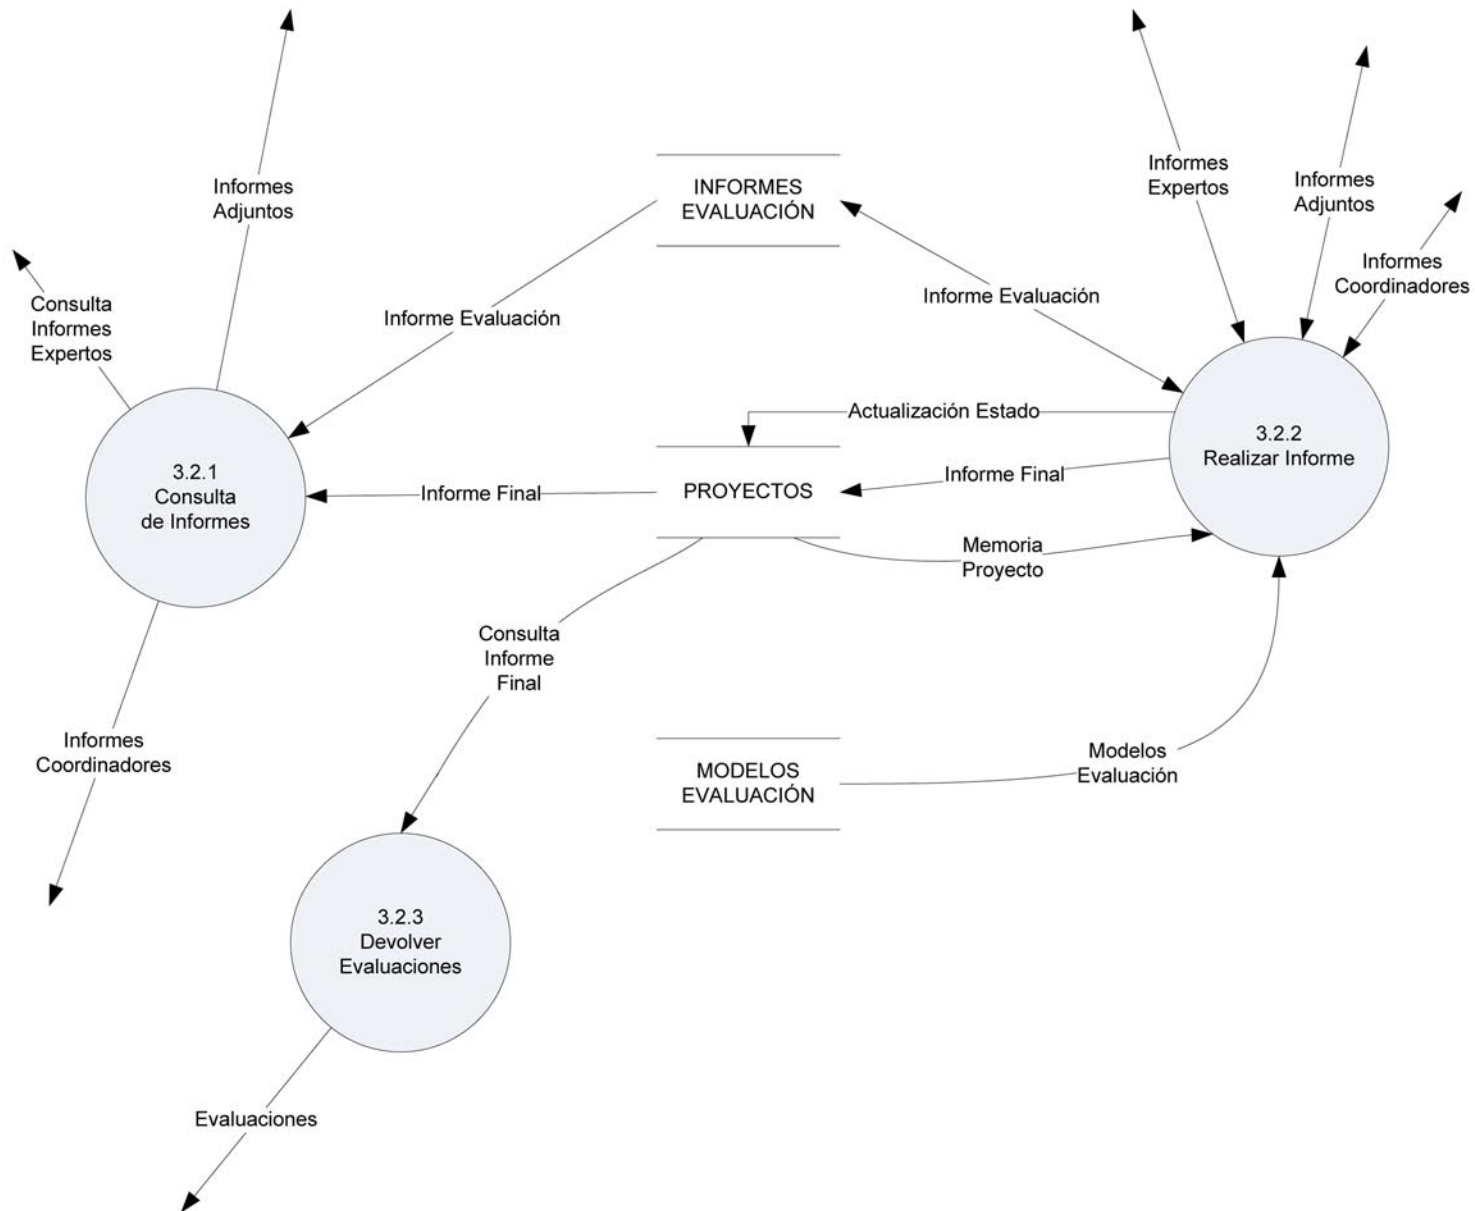 Informes
Adjuntos
Consulta
Informes
Expertos
INFORMES
EVALUACIÓN
Informes
Expertos
Informes
Adjuntos
Informes
Coordinadores
Informe Evaluación
Informe Evaluación
Actualización Estado
3.2.1
Consulta
de Informes
Informe Final
PROYECTOS
Informe Final
3.2.2
Realizar Informe
Memoria
Proyecto
Consulta
Informe
Final
Informes
Coordinadores
MODELOS
EVALUACIÓN
Modelos
Evaluación
3.2.3
Devolver
Evaluaciones
Evaluaciones